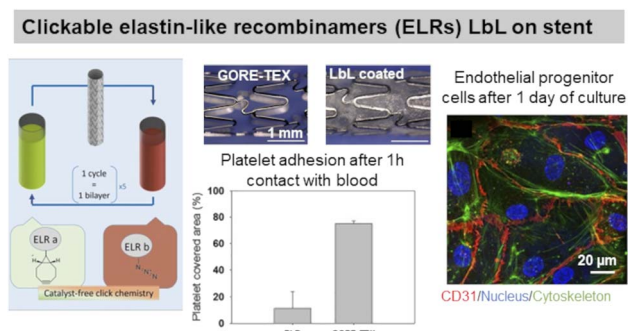 Clickable elastin-like recombinamers (ELRs) LbL on stent
1 cycle
=
1 bilayer
x5
ELR a
ELR b
H
H
N
N
N
Catalyst-free click chemistry
GORE-TEX
LbL coated
1 mm
Platelet adhesion after 1h
contact with blood
Platelet covered area (%)
100
80
60
40
20
0
Endothelial progenitor
cells after 1 day of culture
20 µm
CD31/Nucleus/Cytoskeleton